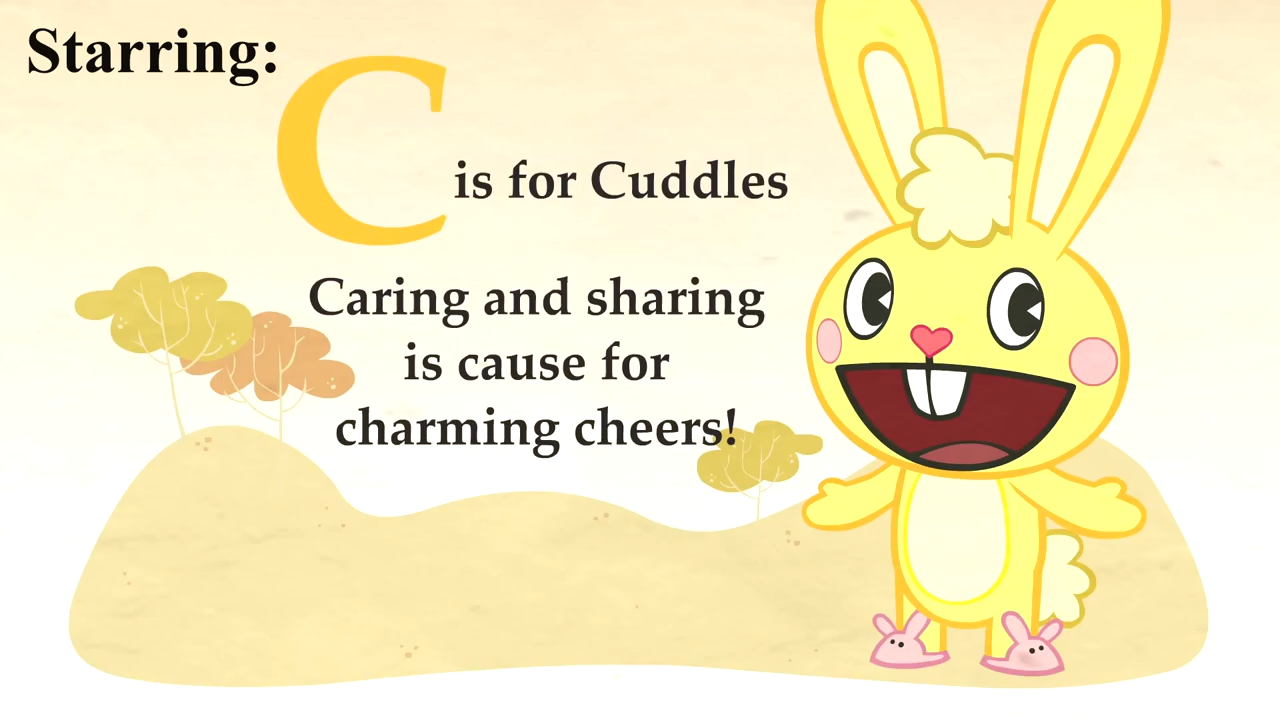 Starring:
C is for Cuddles
Caring and sharing
is cause for
charming cheers!